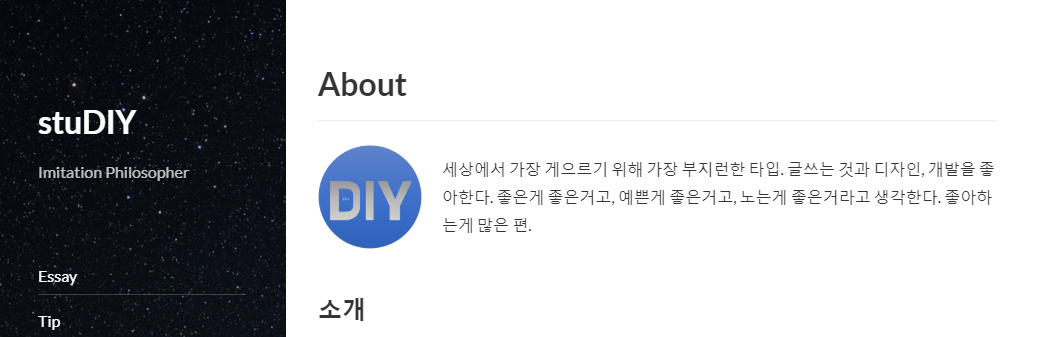 stuDIY
Imitation Philosopher
Essay
Tip
About
DIY
세상에서 가장 게으르기 위해 가장 부지런한 타입. 글쓰는 것과 디자인, 개발을 좋
아한다. 좋은게 좋은거고, 예쁜게 좋은거고, 노는게 좋은거라고 생각한다. 좋아하
는게 많은 편.
소개